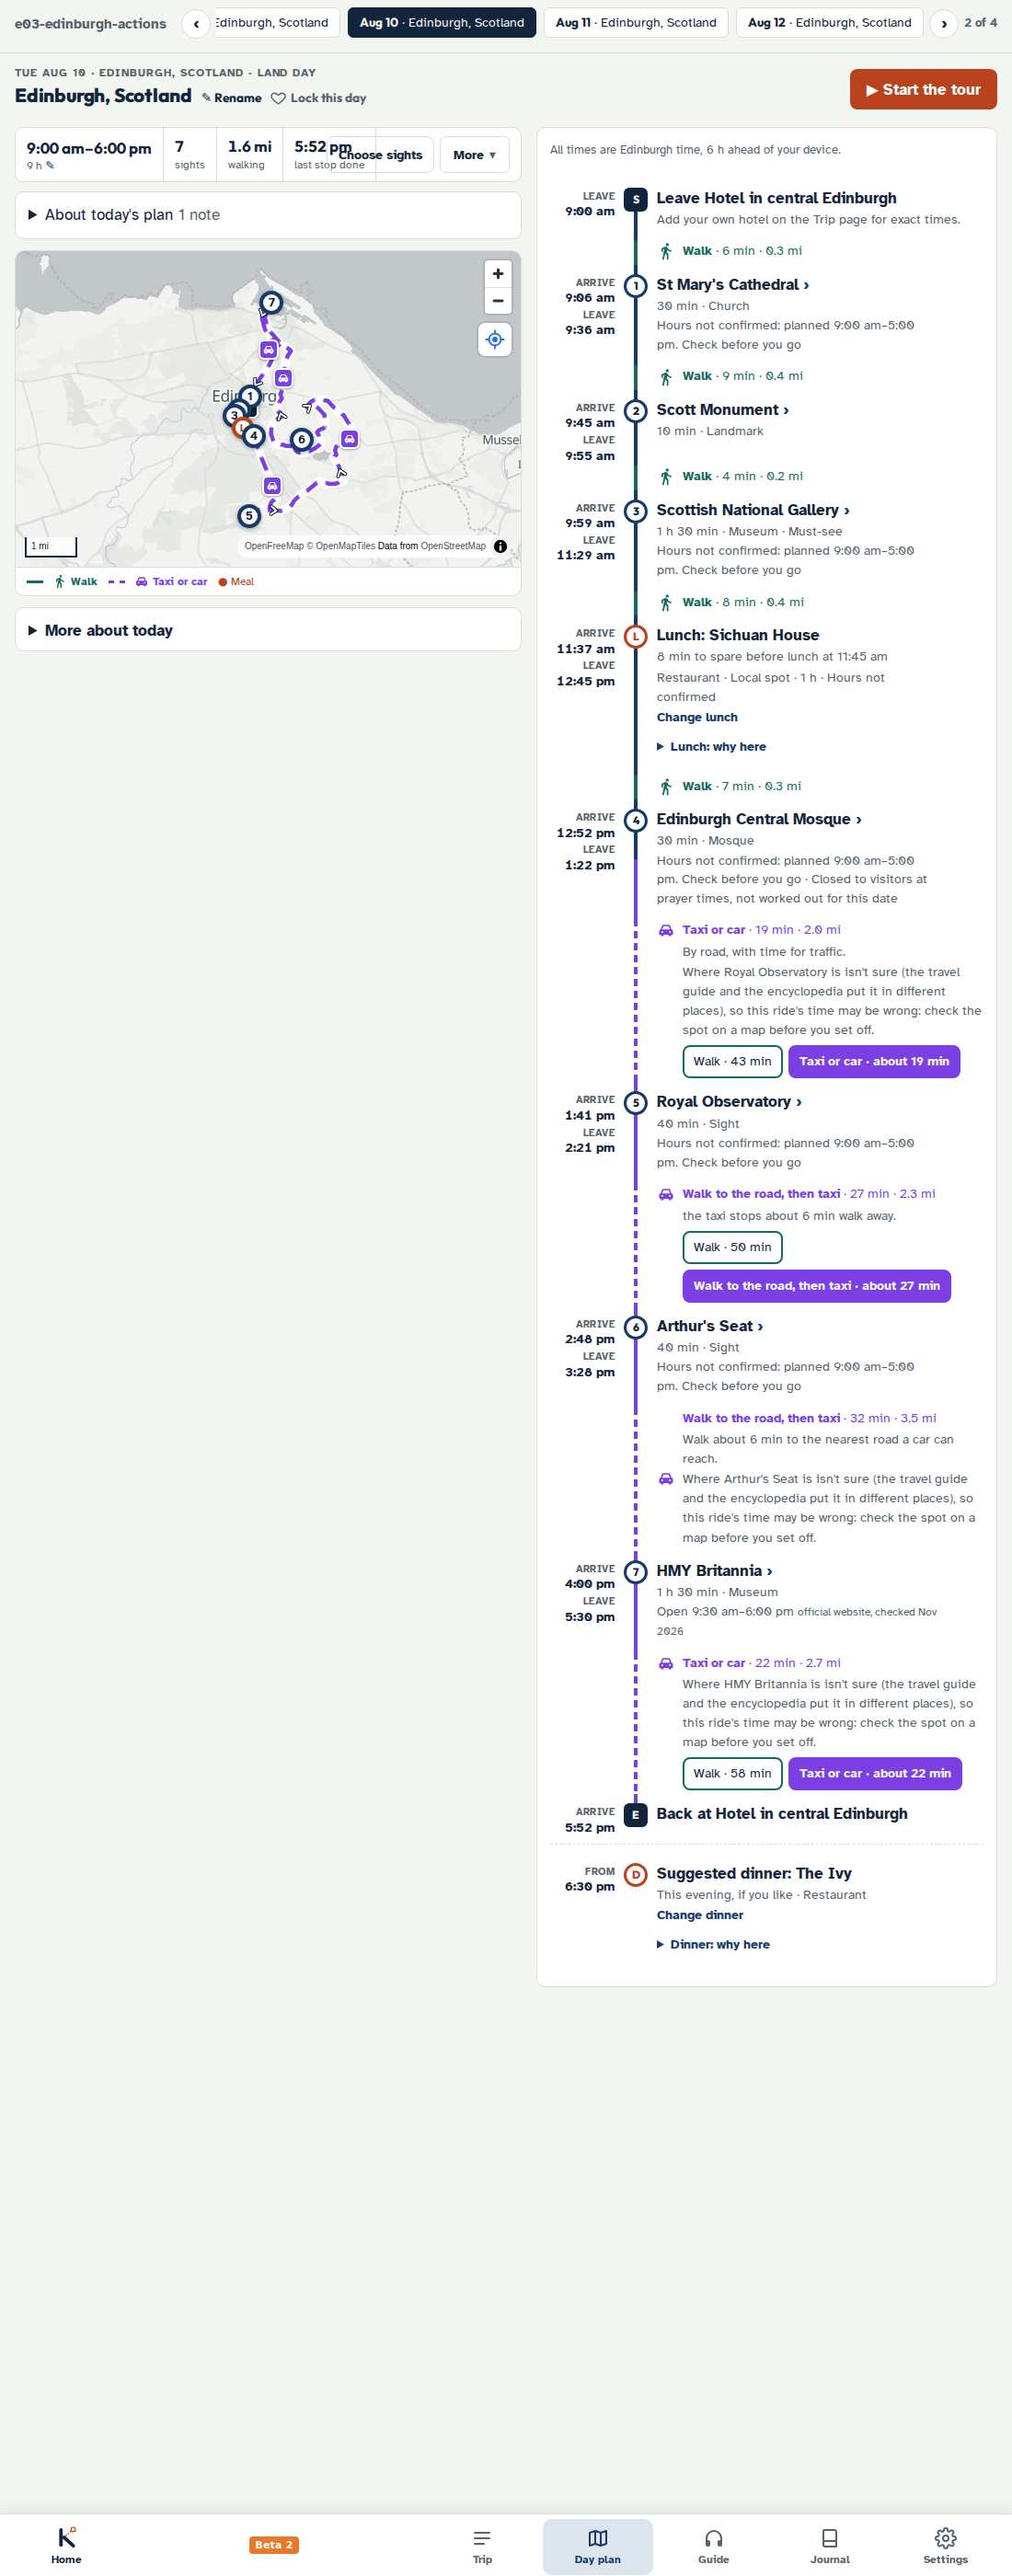 e03-edinburgh-actions
‹
Edinburgh, Scotland
Aug 10 · Edinburgh, Scotland
Aug 11 · Edinburgh, Scotland
Aug 12 · Edinburgh, Scotland
›
2 of 4
TUE AUG 10 · EDINBURGH, SCOTLAND · LAND DAY
Edinburgh, Scotland ✎ Rename Lock this day
▶ Start the tour
9:00 am–6:00 pm
9 h ✎
7
sights
1.6 mi
walking
5:52 pm
last stop done
Choose sights
More ▾
▶ About today's plan 1 note
7
1
3
L
4
6
5
Mussel
+
−
1 mi
OpenFreeMap © OpenMapTiles Data from OpenStreetMap
Walk
Taxi or car
Meal
▶ More about today
All times are Edinburgh time, 6 h ahead of your device.
LEAVE
9:00 am
S
Leave Hotel in central Edinburgh
Add your own hotel on the Trip page for exact times.
Walk · 6 min · 0.3 mi
ARRIVE
9:06 am
LEAVE
9:36 am
1
St Mary's Cathedral ›
30 min · Church
Hours not confirmed: planned 9:00 am–5:00
pm. Check before you go
Walk · 9 min · 0.4 mi
ARRIVE
9:45 am
LEAVE
9:55 am
2
Scott Monument ›
10 min · Landmark
Walk · 4 min · 0.2 mi
ARRIVE
9:59 am
LEAVE
11:29 am
3
Scottish National Gallery ›
1 h 30 min · Museum · Must-see
Hours not confirmed: planned 9:00 am–5:00
pm. Check before you go
Walk · 8 min · 0.4 mi
ARRIVE
11:37 am
LEAVE
12:45 pm
L
Lunch: Sichuan House
8 min to spare before lunch at 11:45 am
Restaurant · Local spot · 1 h · Hours not
confirmed
Change lunch
▶ Lunch: why here
Walk · 7 min · 0.3 mi
ARRIVE
12:52 pm
LEAVE
1:22 pm
4
Edinburgh Central Mosque ›
30 min · Mosque
Hours not confirmed: planned 9:00 am–5:00
pm. Check before you go · Closed to visitors at
prayer times, not worked out for this date
Taxi or car · 19 min · 2.0 mi
By road, with time for traffic.
Where Royal Observatory is isn't sure (the travel
guide and the encyclopedia put it in different
places), so this ride's time may be wrong: check the
spot on a map before you set off.
Walk · 43 min
Taxi or car · about 19 min
ARRIVE
1:41 pm
LEAVE
2:21 pm
5
Royal Observatory ›
40 min · Sight
Hours not confirmed: planned 9:00 am–5:00
pm. Check before you go
Walk to the road, then taxi · 27 min · 2.3 mi
the taxi stops about 6 min walk away.
Walk · 50 min
Walk to the road, then taxi · about 27 min
ARRIVE
2:48 pm
LEAVE
3:28 pm
6
Arthur's Seat ›
40 min · Sight
Hours not confirmed: planned 9:00 am–5:00
pm. Check before you go
Walk to the road, then taxi · 32 min · 3.5 mi
Walk about 6 min to the nearest road a car can
reach.
Where Arthur's Seat is isn't sure (the travel guide
and the encyclopedia put it in different places), so
this ride's time may be wrong: check the spot on a
map before you set off.
ARRIVE
4:00 pm
LEAVE
5:30 pm
7
HMY Britannia ›
1 h 30 min · Museum
Open 9:30 am–6:00 pm official website, checked Nov
2026
Taxi or car · 22 min · 2.7 mi
Where HMY Britannia is isn't sure (the travel guide
and the encyclopedia put it in different places), so
this ride's time may be wrong: check the spot on a
map before you set off.
Walk · 58 min
Taxi or car · about 22 min
ARRIVE
5:52 pm
E
Back at Hotel in central Edinburgh
FROM
6:30 pm
D
Suggested dinner: The Ivy
This evening, if you like · Restaurant
Change dinner
▶ Dinner: why here
Home
Beta 2
Trip
Day plan
Guide
Journal
Settings